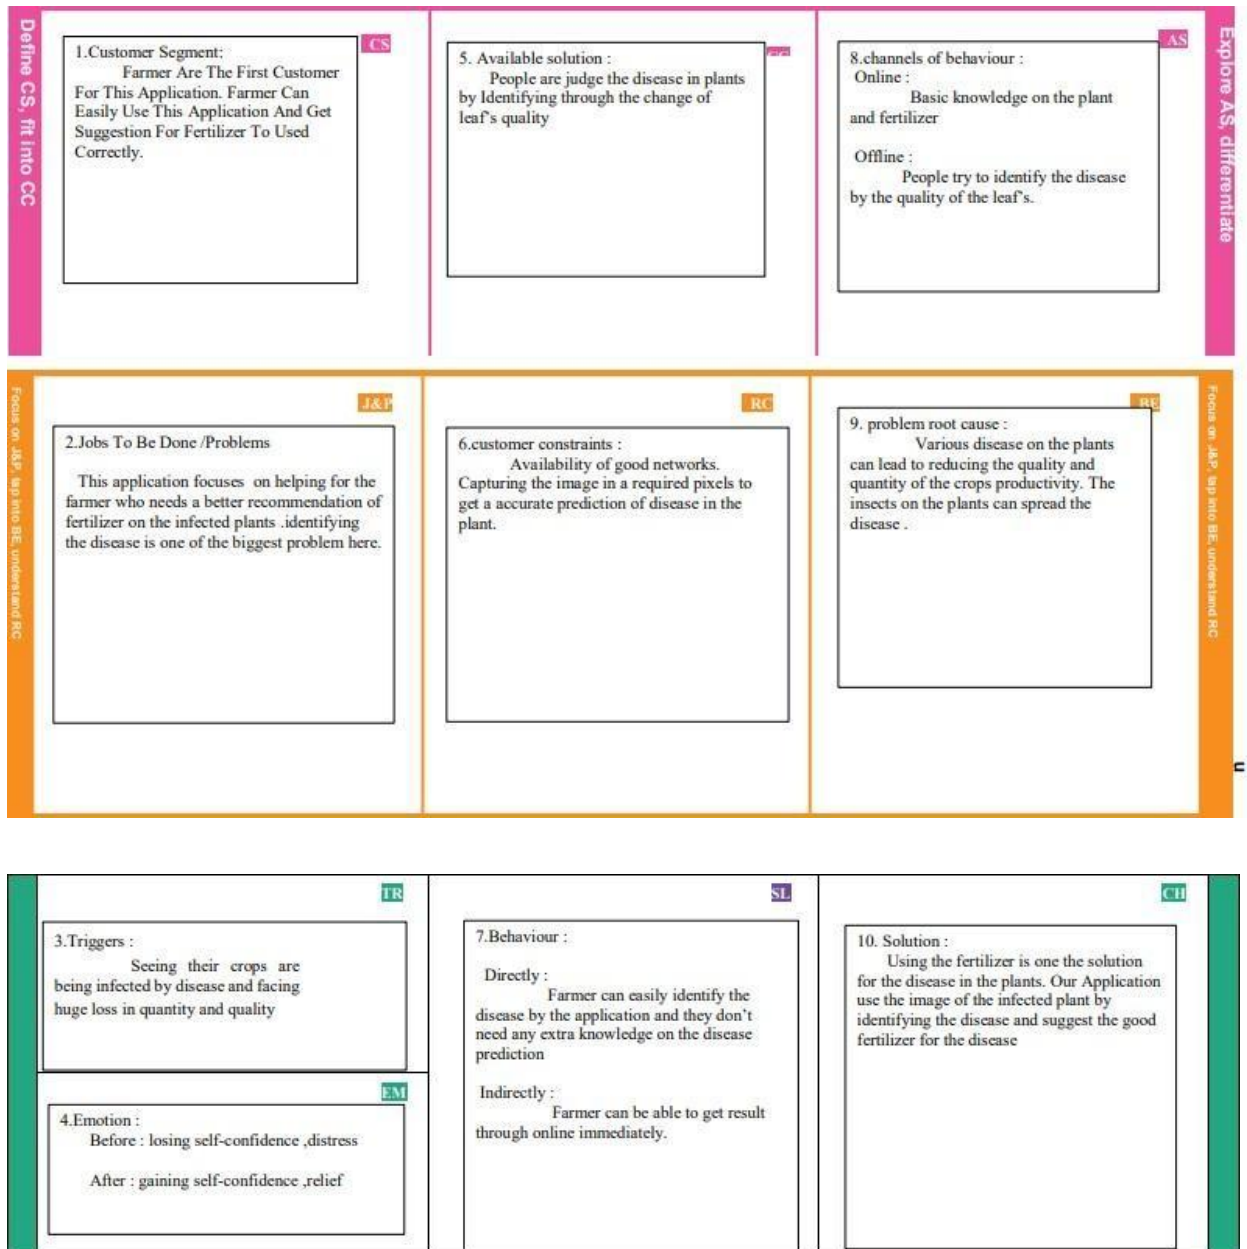 Define CS, fit into CC
CS
1.Customer Segment:
Farmer Are The First Customer
For This Application. Farmer Can
Easily Use This Application And Get
Suggestion For Fertilizer To Used
Correctly.
5. Available solution :
People are judge the disease in plants
by Identifying through the change of
leaf's quality
AS
8.channels of behaviour :
Online :
Basic knowledge on the plant
and fertilizer
Offline :
People try to identify the disease
by the quality of the leaf's.
Explore AS, differentiate
Focus on J&P, tap into BE, understand RC
J&P
2.Jobs To Be Done /Problems
This application focuses on helping for the
farmer who needs a better recommendation of
fertilizer on the infected plants .identifying
the disease is one of the biggest problem here.
RC
6.customer constraints :
Availability of good networks.
Capturing the image in a required pixels to
get a accurate prediction of disease in the
plant.
BE
9. problem root cause :
Various disease on the plants
can lead to reducing the quality and
quantity of the crops productivity. The
insects on the plants can spread the
disease .
Focus on J&P, tap into BE, understand RC
TR
3.Triggers :
Seeing their crops are
being infected by disease and facing
huge loss in quantity and quality
EM
4.Emotion :
Before : losing self-confidence ,distress
After : gaining self-confidence ,relief
SL
7.Behaviour :
Directly :
Farmer can easily identify the
disease by the application and they don't
need any extra knowledge on the disease
prediction
Indirectly :
Farmer can be able to get result
through online immediately.
CH
10. Solution :
Using the fertilizer is one the solution
for the disease in the plants. Our Application
use the image of the infected plant by
identifying the disease and suggest the good
fertilizer for the disease